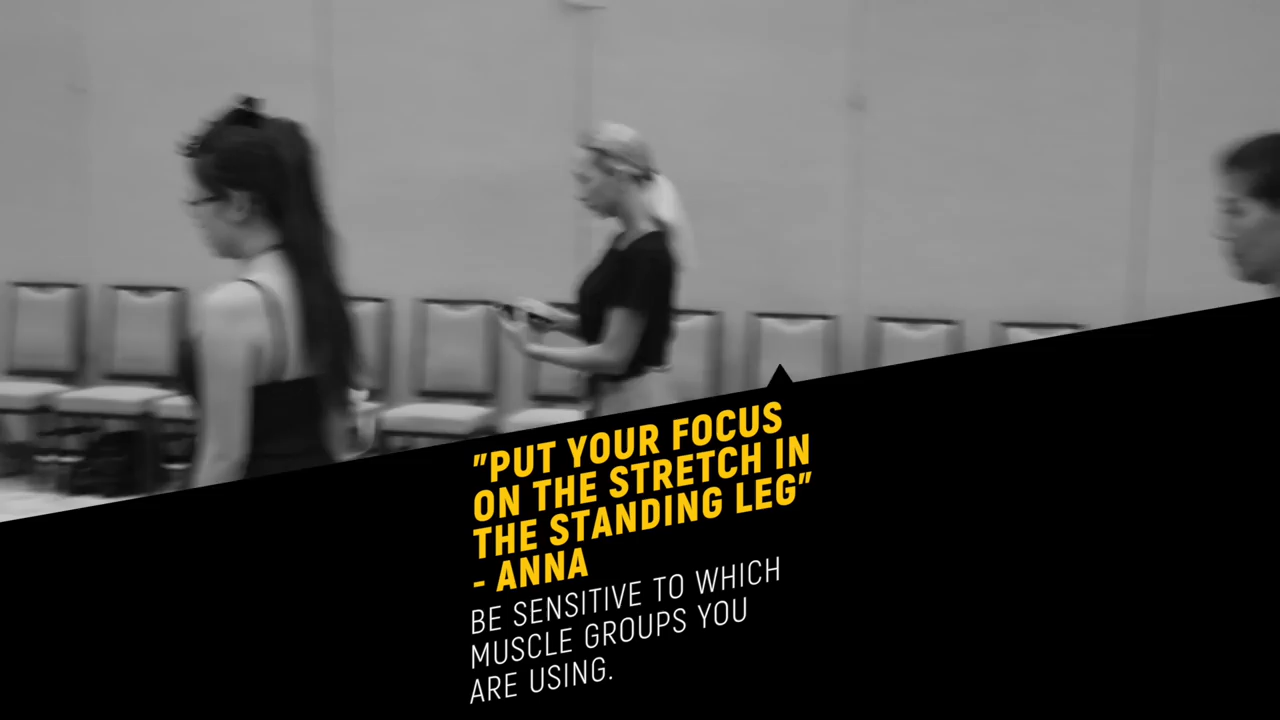 "PUT YOUR FOCUS
ON THE STRETCH IN
THE STANDING LEG"
- ANNA
BE SENSITIVE TO WHICH
MUSCLE GROUPS YOU
ARE USING.